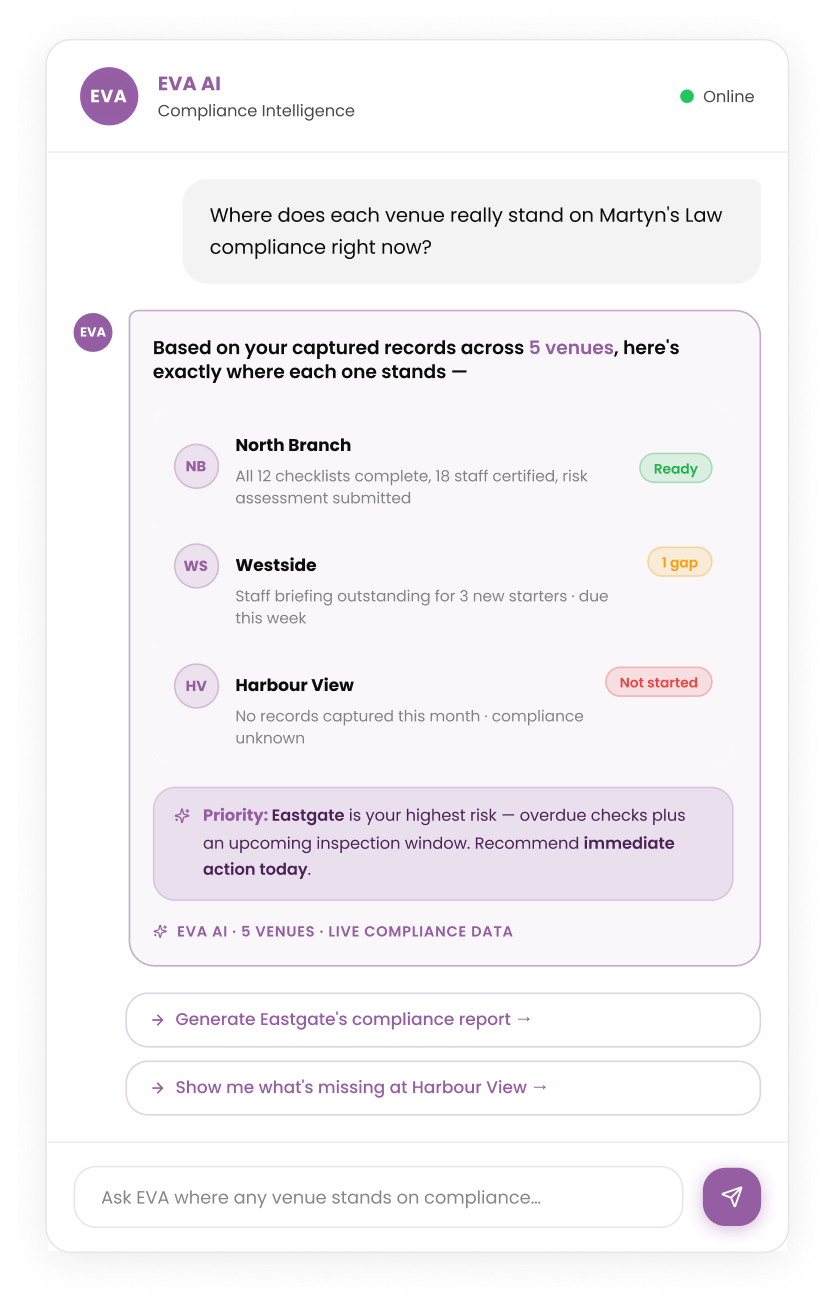 EVA
EVA AI
Compliance Intelligence
Online
Where does each venue really stand on Martyn's Law
compliance right now?
EVA
Based on your captured records across 5 venues, here's
exactly where each one stands —
NB
North Branch
All 12 checklists complete, 18 staff certified, risk
assessment submitted
Ready
WS
Westside
Staff briefing outstanding for 3 new starters · due
this week
1 gap
HV
Harbour View
No records captured this month · compliance
unknown
Not started
Priority: Eastgate is your highest risk — overdue checks plus
an upcoming inspection window. Recommend immediate
action today.
EVA AI · 5 VENUES · LIVE COMPLIANCE DATA
→ Generate Eastgate's compliance report →
→ Show me what's missing at Harbour View →
Ask EVA where any venue stands on compliance...